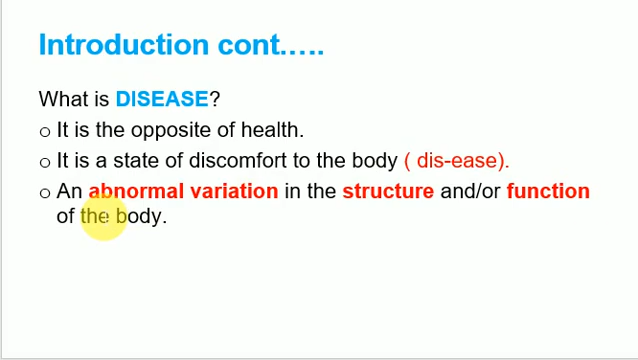 Introduction cont.….
What is DISEASE?
o It is the opposite of health.
o It is a state of discomfort to the body ( dis-ease).
o An abnormal variation in the structure and/or function
of the body.